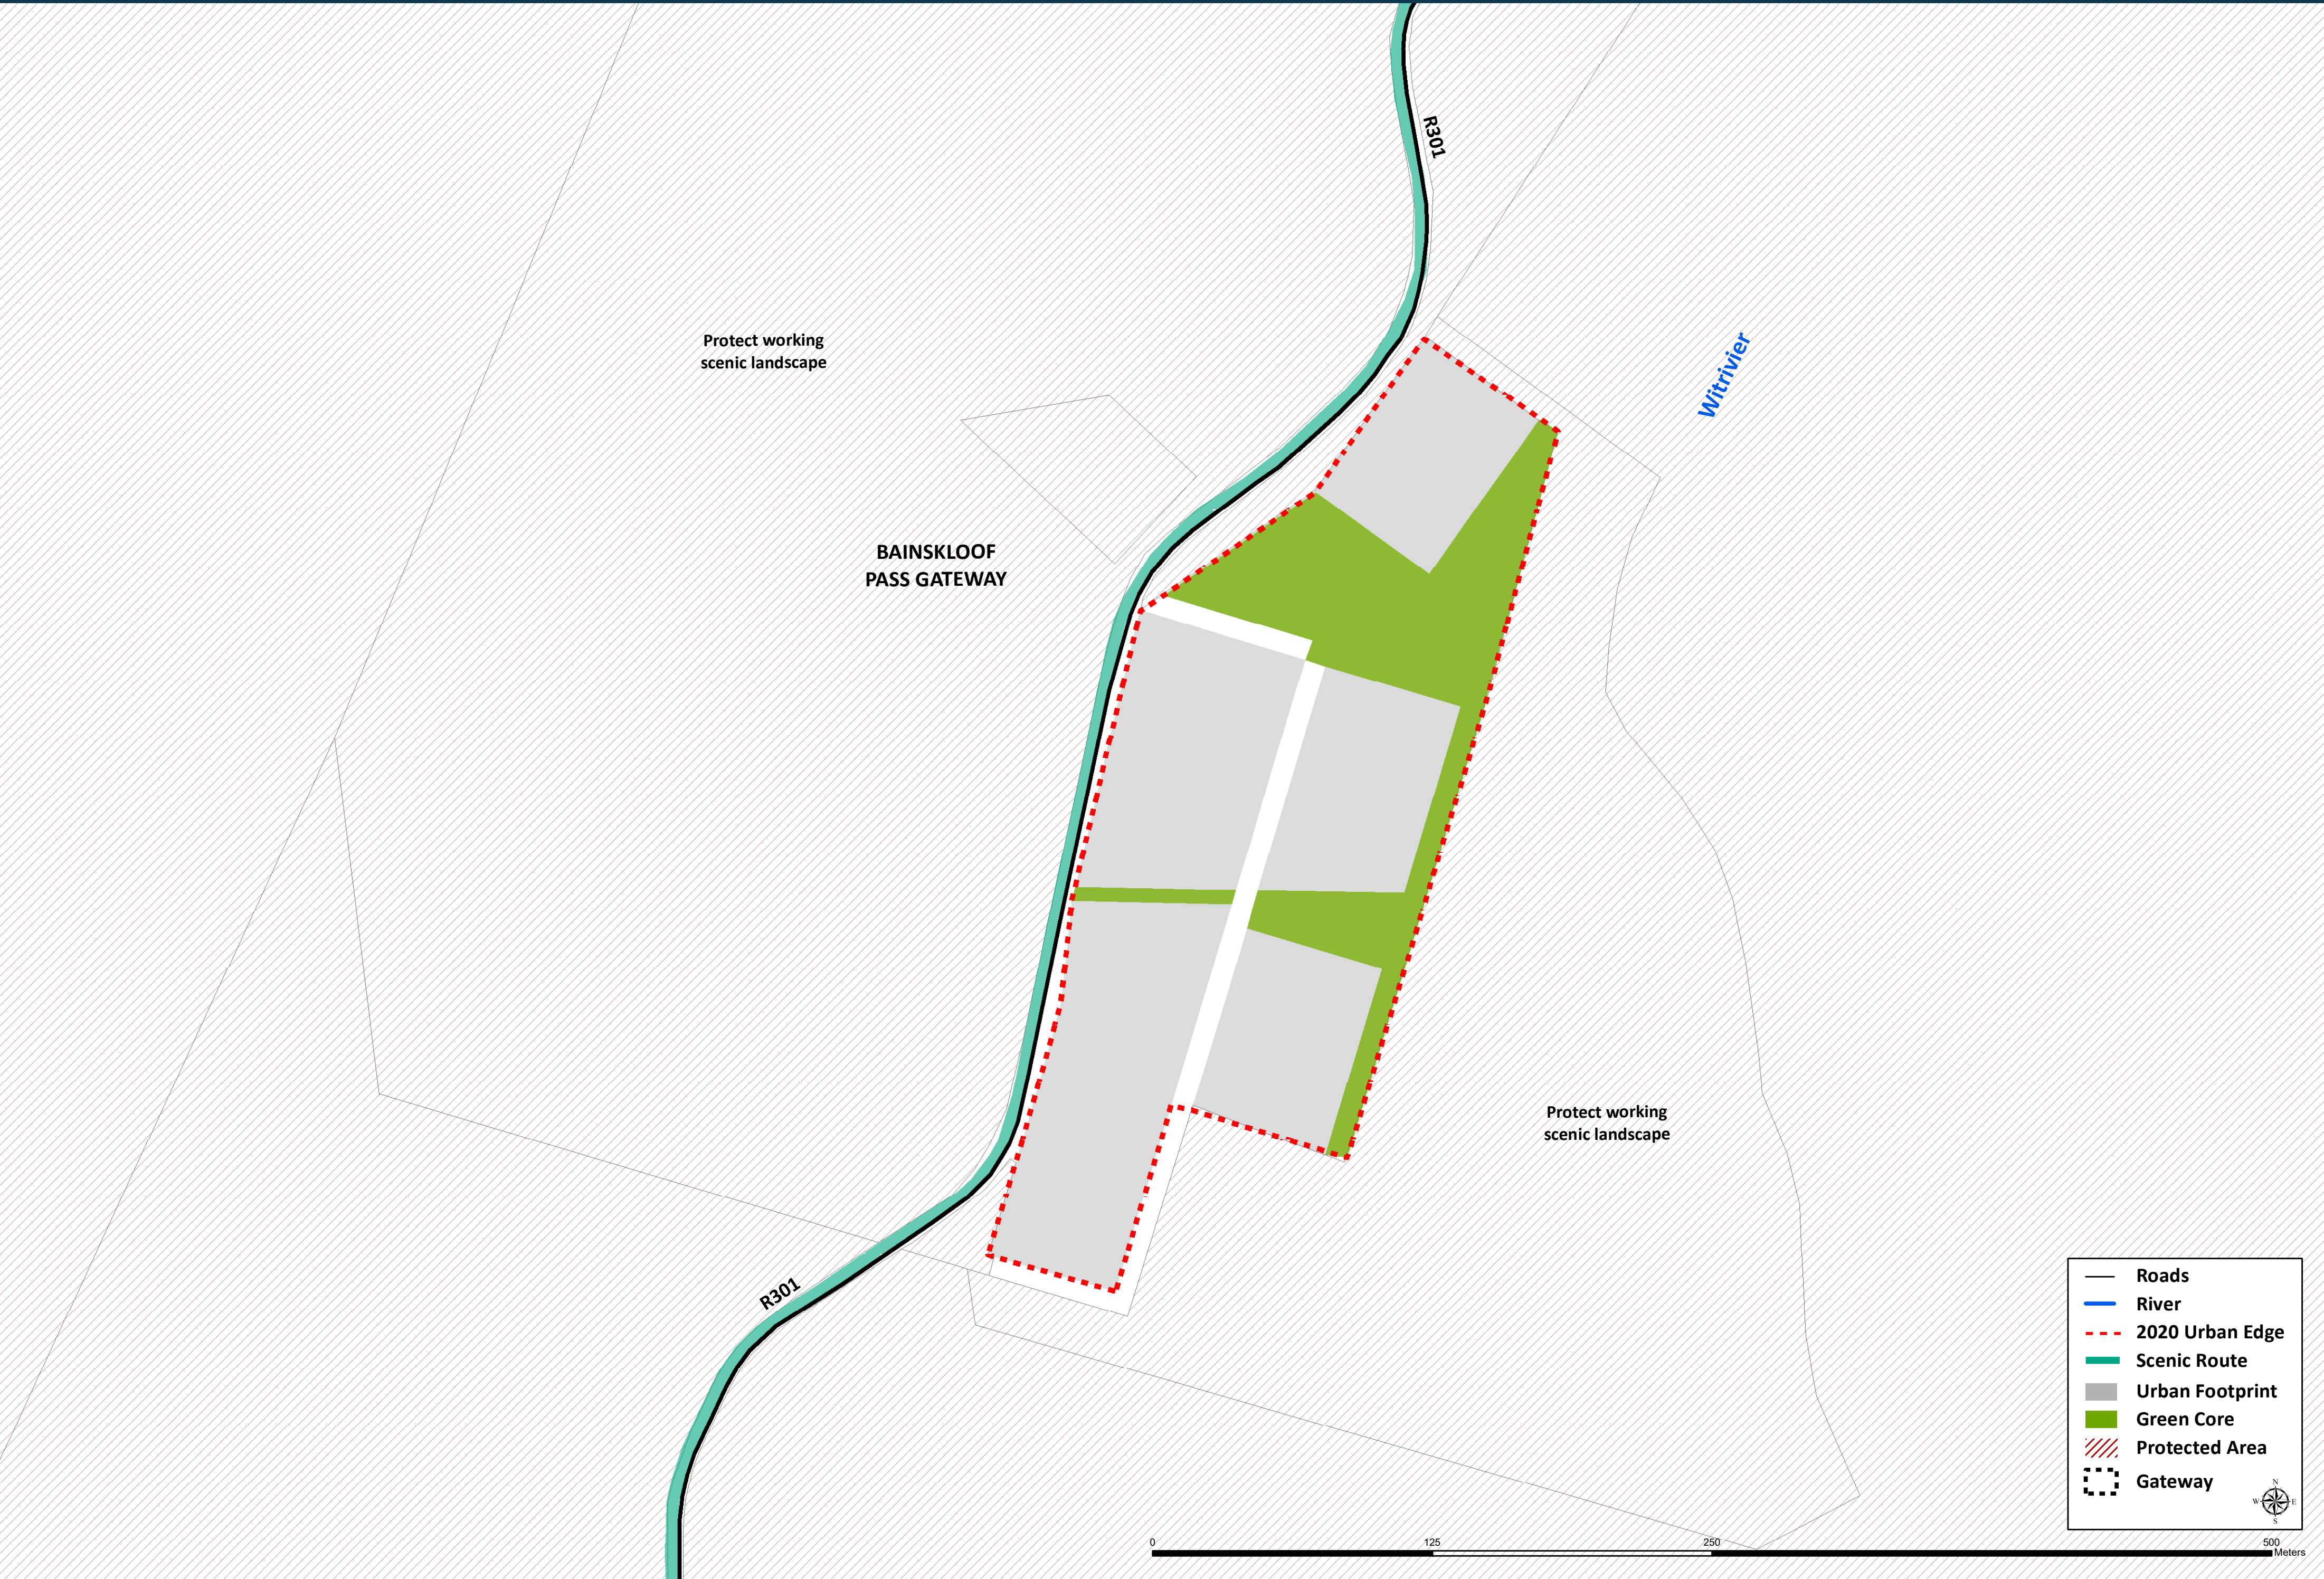 R301
Protect working
scenic landscape
Witrivier
BAINSKLOOF
PASS GATEWAY
Protect working
scenic landscape
R301
Roads
River
2020 Urban Edge
Scenic Route
Urban Footprint
Green Core
Protected Area
Gateway
N
W E
S
0 125 250 500
Meters